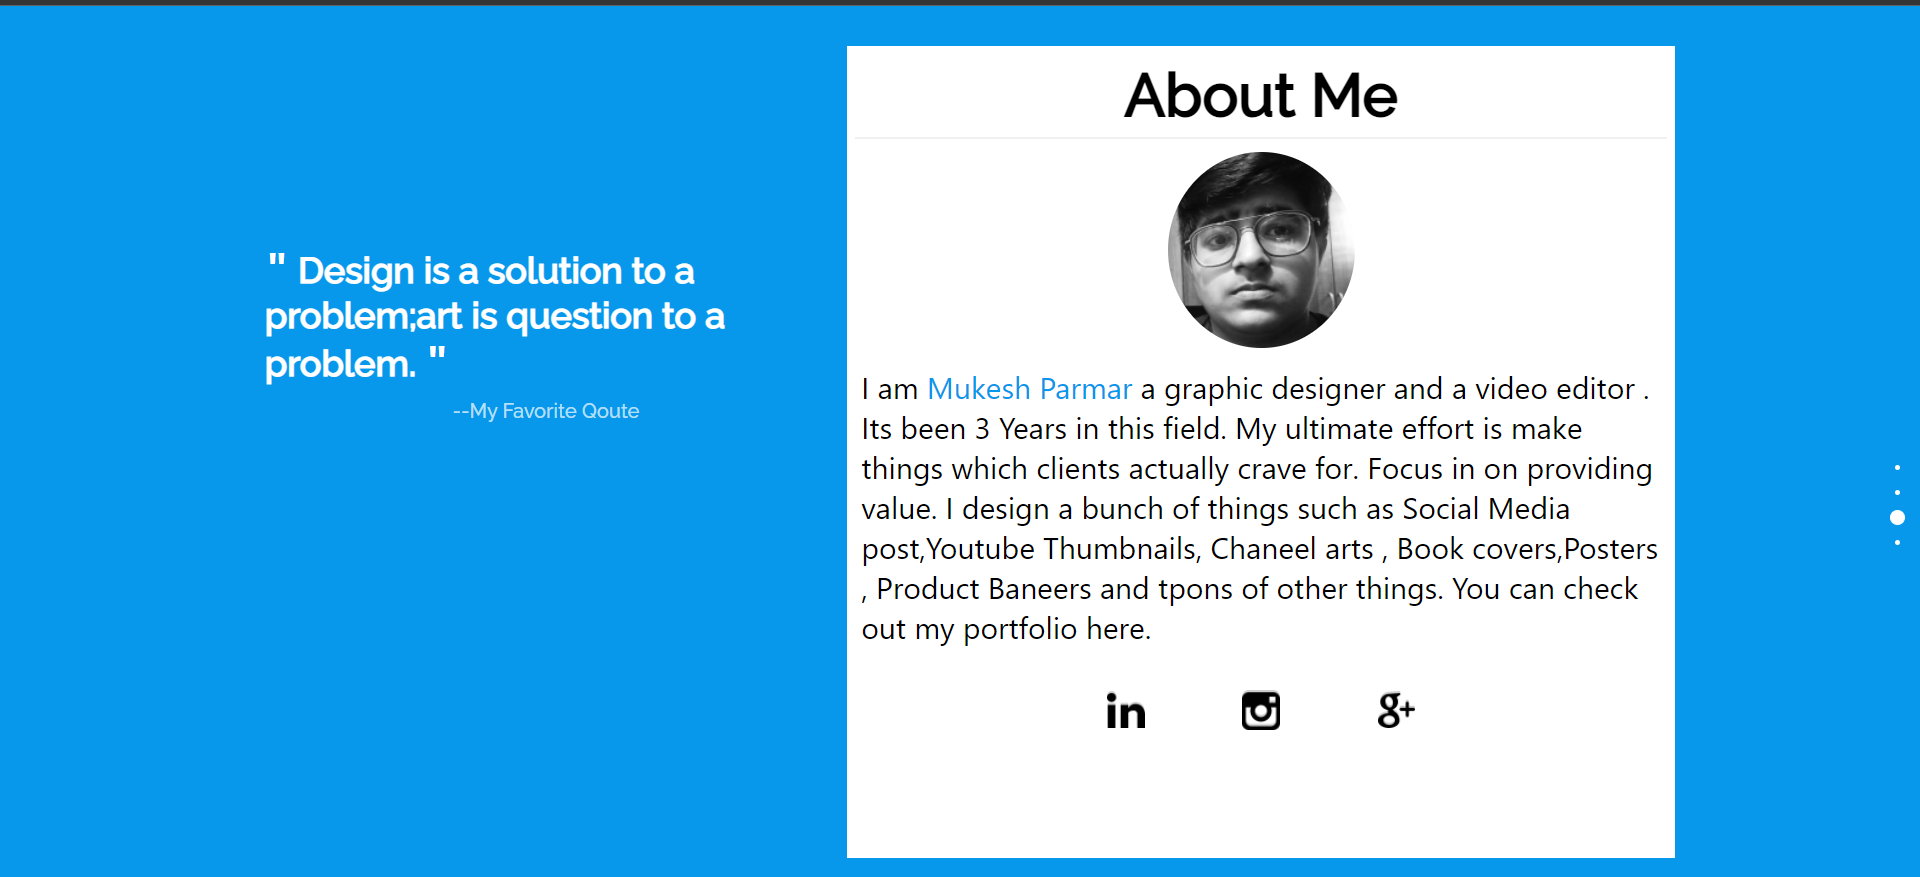 " Design is a solution to a
problem;art is question to a
problem. "
--My Favorite Qoute
About Me
I am Mukesh Parmar a graphic designer and a video editor .
Its been 3 Years in this field. My ultimate effort is make
things which clients actually crave for. Focus in on providing
value. I design a bunch of things such as Social Media
post,Youtube Thumbnails, Chaneel arts , Book covers,Posters
, Product Baneers and tpons of other things. You can check
out my portfolio here.
in
g+